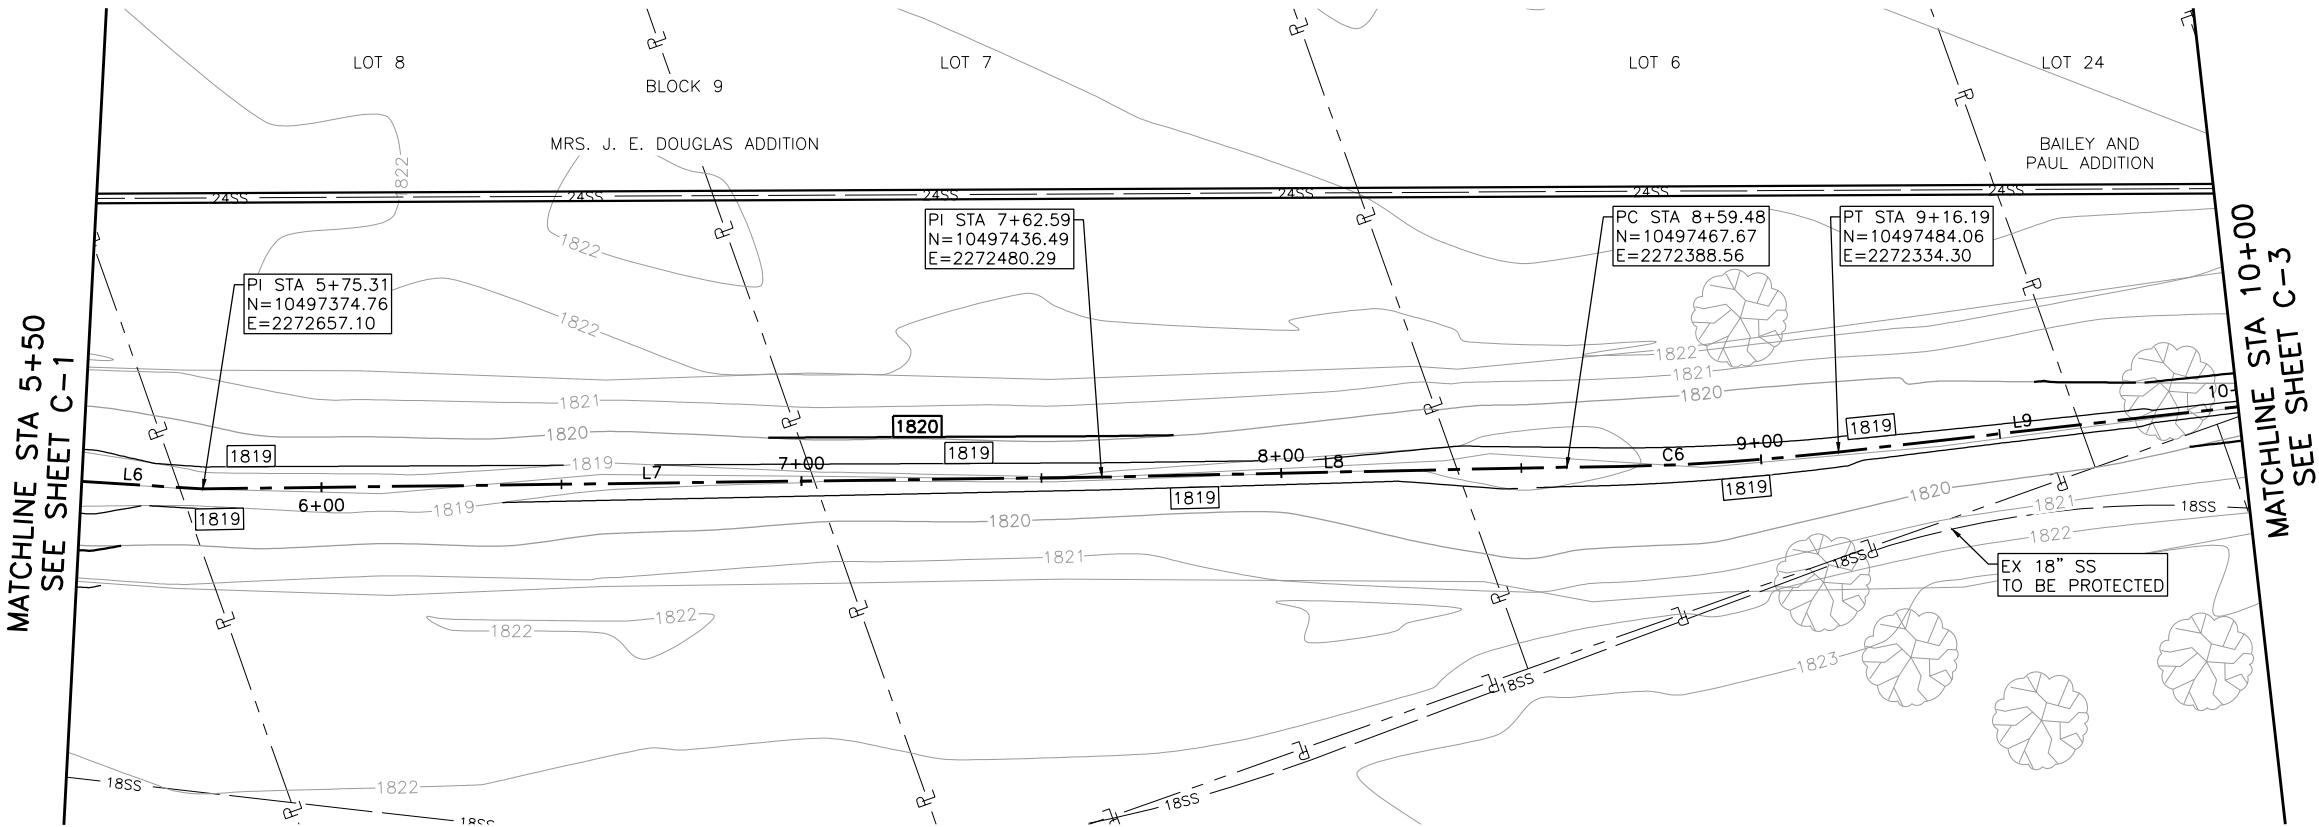 LOT 8
LOT 7
LOT 6
LOT 24
BLOCK 9
MRS. J. E. DOUGLAS ADDITION
BAILEY AND
PAUL ADDITION
1822
24SS
24SS
24SS
24SS
24SS
24SS
PI STA 5+75.31
N=10497374.76
E=2272657.10
PI STA 7+62.59
N=10497436.49
E=2272480.29
PC STA 8+59.48
N=10497467.67
E=2272388.56
PT STA 9+16.19
N=10497484.06
E=2272334.30
1822
1822
1822
1821
1820
1821
1820
1820
1819
1819
1819
1819
L6
L7
7+00
8+00
L8
C6
9+00
L9
10+
6+00
1819
1819
1819
1819
1820
1821
1820
1821
1822
18SS
18SS
EX 18" SS
TO BE PROTECTED
1822
1822
1823
18SS
18SS
1822
18SS
18SS
MATCHLINE STA 5+50
SEE SHEET C-1
MATCHLINE STA 10+00
SEE SHEET C-3